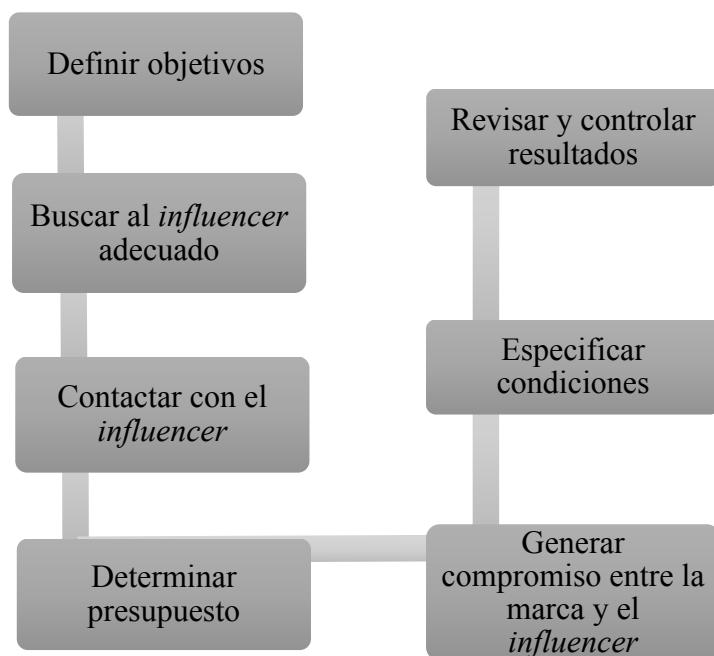 Definir objetivos
Buscar al influencer
adecuado
Contactar con el
influencer
Determinar
presupuesto
Generar
compromiso entre la
marca y el
influencer
Especificar
condiciones
Revisar y controlar
resultados